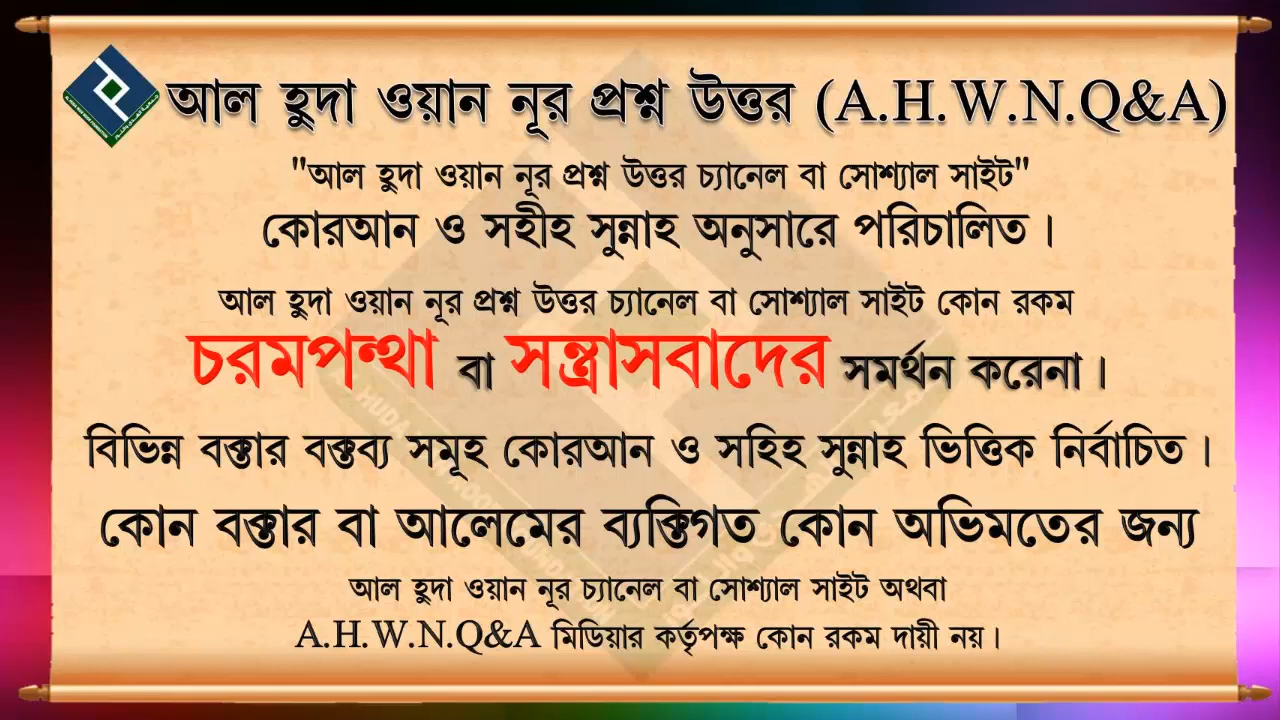 আল হুদা ওয়ান নূর প্রশ্ন উত্তর (A.H.W.N.Q&A)
"আল হুদা ওয়ান নূর প্রশ্ন উত্তর চ্যানেল বা সোশ্যাল সাইট"
কোরআন ও সহীহ সুন্নাহ অনুসারে পরিচালিত।
আল হুদা ওয়ান নূর প্রশ্ন উত্তর চ্যানেল বা সোশ্যাল সাইট কোন রকম
চরমপন্থা বা সন্ত্রাসবাদের সমর্থন করেনা।
বিভিন্ন বক্তার বক্তব্য সমূহ কোরআন ও সহিহ সুন্নাহ ভিত্তিক নির্বাচিত।
কোন বক্তার বা আলেমের ব্যক্তিগত কোন অভিমতের জন্য
আল হুদা ওয়ান নূর চ্যানেল বা সোশ্যাল সাইট অথবা
A.H.W.N.Q&A মিডিয়ার কর্তৃপক্ষ কোন রকম দায়ী নয়।